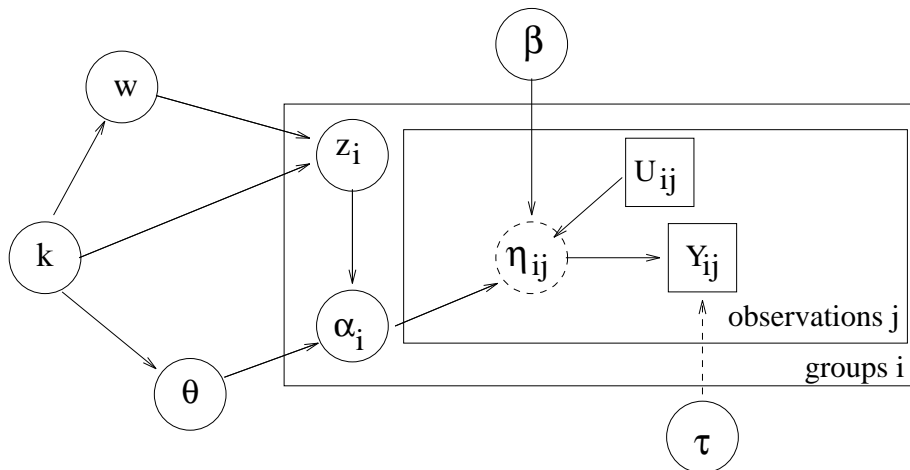 β
w
z_i
U_ij
k
η_ij
Y_ij
α_i
observations j
groups i
θ
τ